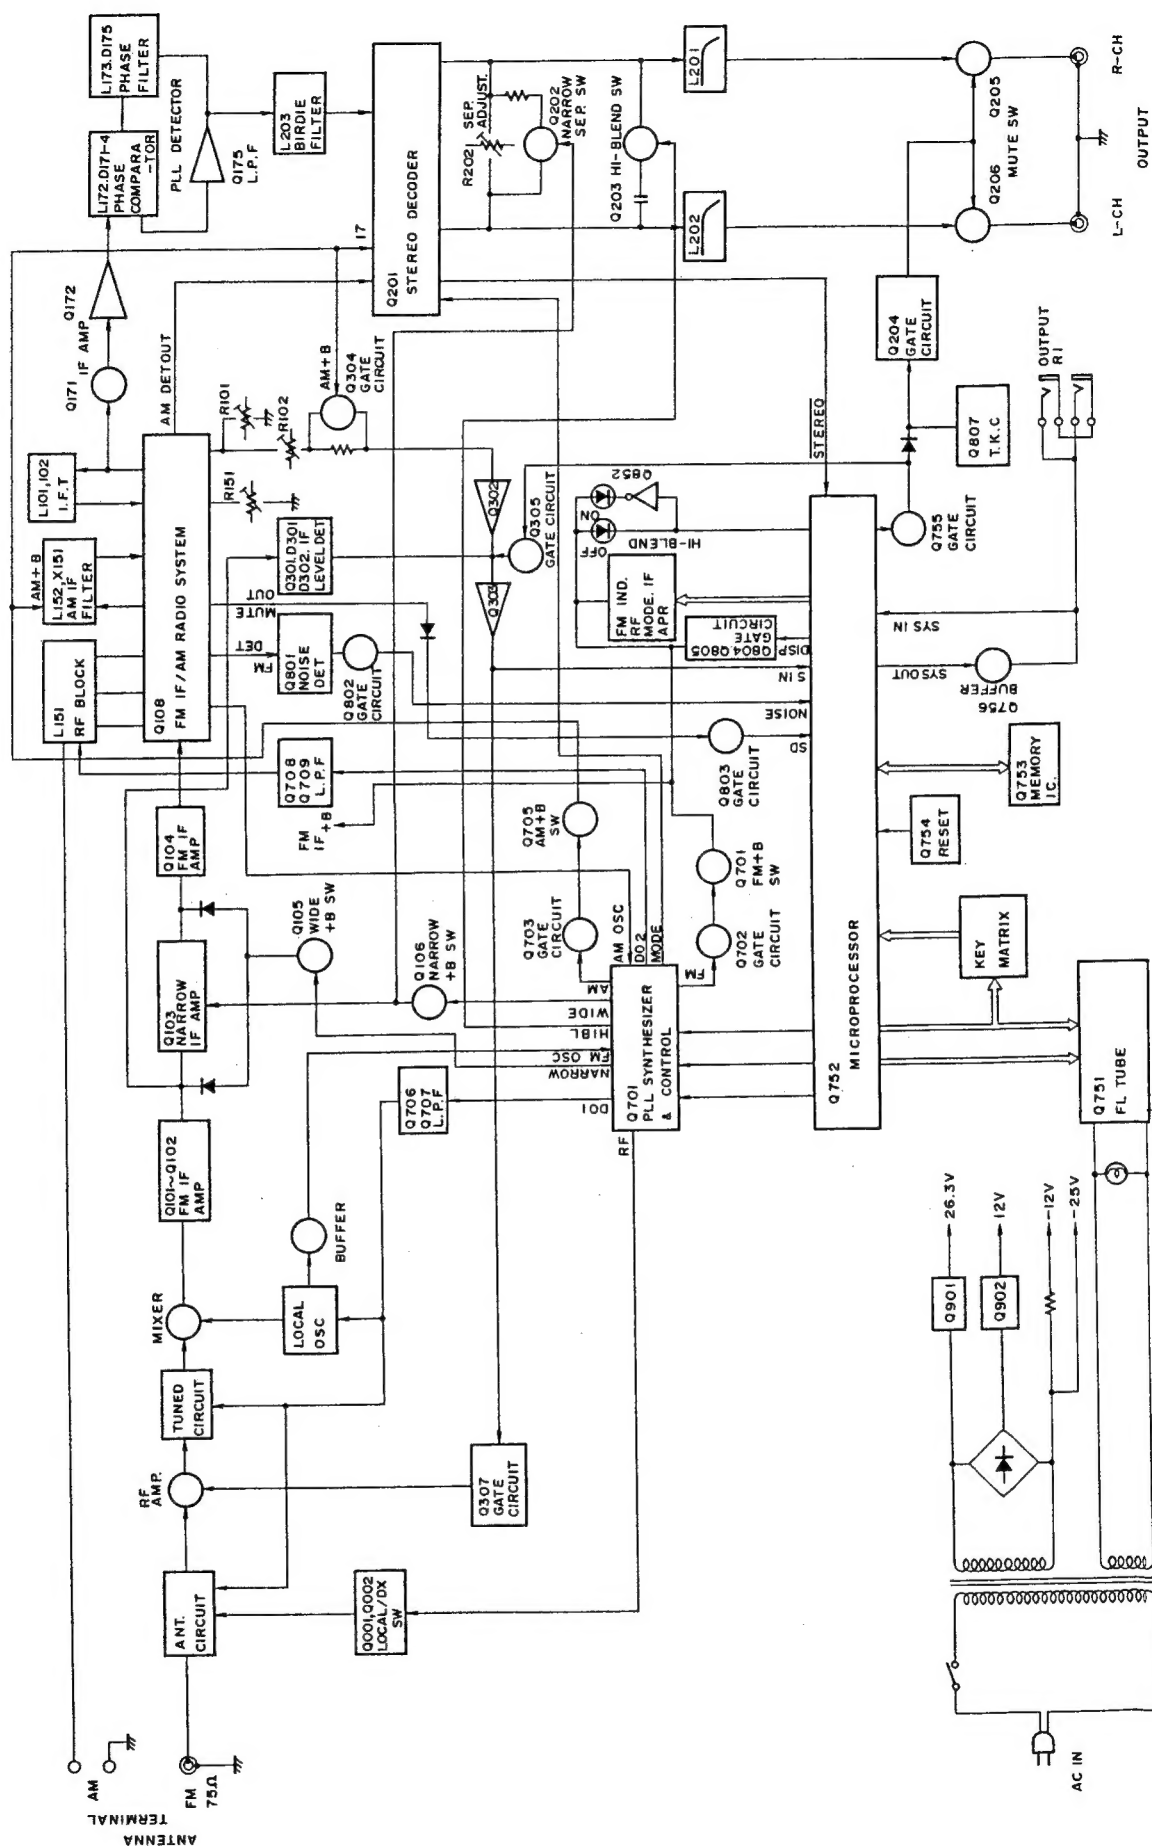 ANTENNA
TERMINAL
AM
FM
75Ω
ANT.
CIRCUIT
RF
AMP.
TUNED
CIRCUIT
MIXER
LOCAL
OSC
BUFFER
Q001,Q002
LOCAL/DX
SW
Q307
GATE
CIRCUIT
Q101~Q102
FM IF
AMP
Q103
NARROW
IF AMP
Q104
FM IF
AMP
Q105
WIDE
+B SW
Q106
NARROW
+B SW
Q706
Q707
L.P.F
L151
RF BLOCK
AM+B
L152,X151
AM IF
FILTER
L101,102
I.F.T
Q108
FM IF/AM RADIO SYSTEM
AM DETOUT
FM
DET
MUTE
OUT
Q708
Q709
L.P.F
FM
IF+B
Q801
NOISE
DET
Q802
GATE
CIRCUIT
Q301.D301
D302.IF
LEVEL DET
R151
R101
R102
AM+B
Q304
GATE
CIRCUIT
Q302
Q303
Q305
GATE CIRCUIT
Q171
IF AMP
Q172
L172.D171-4
PHASE
COMPARA
-TOR
L173.D175
PHASE
FILTER
PLL DETECTOR
Q175
L.P.F
L203
BIRDIE
FILTER
17
Q201
STEREO DECODER
R202
SEP.
ADJUST.
Q202
NARROW
SEP. SW
Q203 HI-BLEND SW
L201
L202
Q205
Q206
MUTE SW
R-CH
L-CH
OUTPUT
Q204
GATE
CIRCUIT
Q807
T.K.C
OUTPUT
R1
Q755
GATE
CIRCUIT
STEREO
Q852
ON
OFF
HI-BLEND
FM IND.
RF
MODE. IF
APR
Q804.Q805
GATE
CIRCUIT
DISP
S IN
NOISE
SD
Q803
GATE
CIRCUIT
Q705
AM+B
SW
Q703
GATE
CIRCUIT
Q701
FM+B
SW
Q702
GATE
CIRCUIT
AM OSC
DO2
MODE
AM
WIDE
HIBL
FM OSC
NARROW
DO1
RF
FM
Q701
PLL SYNTHESIZER
& CONTROL
Q752
MICROPROCESSOR
SYS IN
SYSOUT
BUFFER
Q756
Q753
MEMORY
I C.
Q754
RESET
KEY
MATRIX
Q751
FL TUBE
26.3V
12V
-12V
-25V
Q901
Q902
AC IN